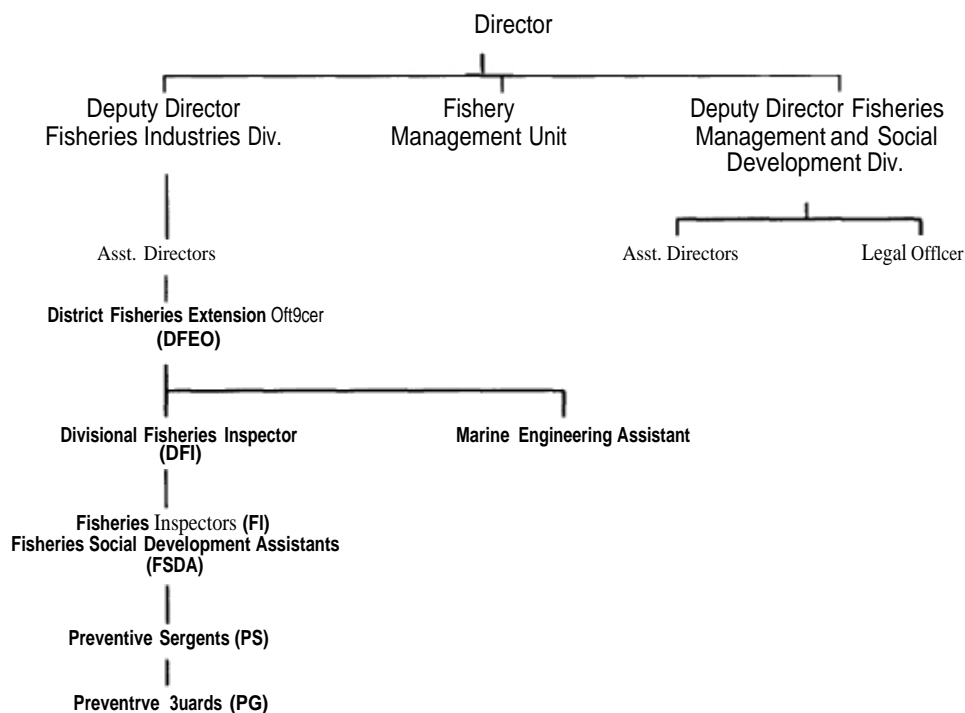 Director
Deputy Director
Fisheries Industries Div.
Fishery
Management Unit
Deputy Director Fisheries
Management and Social
Development Div.
Asst. Directors
Asst. Directors
Legal Offlcer
District Fisheries Extension Oft9cer
(DFEO)
Divisional Fisheries Inspector
(DFI)
Marine Engineering Assistant
Fisheries Inspectors (FI)
Fisheries Social Development Assistants
(FSDA)
Preventive Sergents (PS)
Preventrve 3uards (PG)